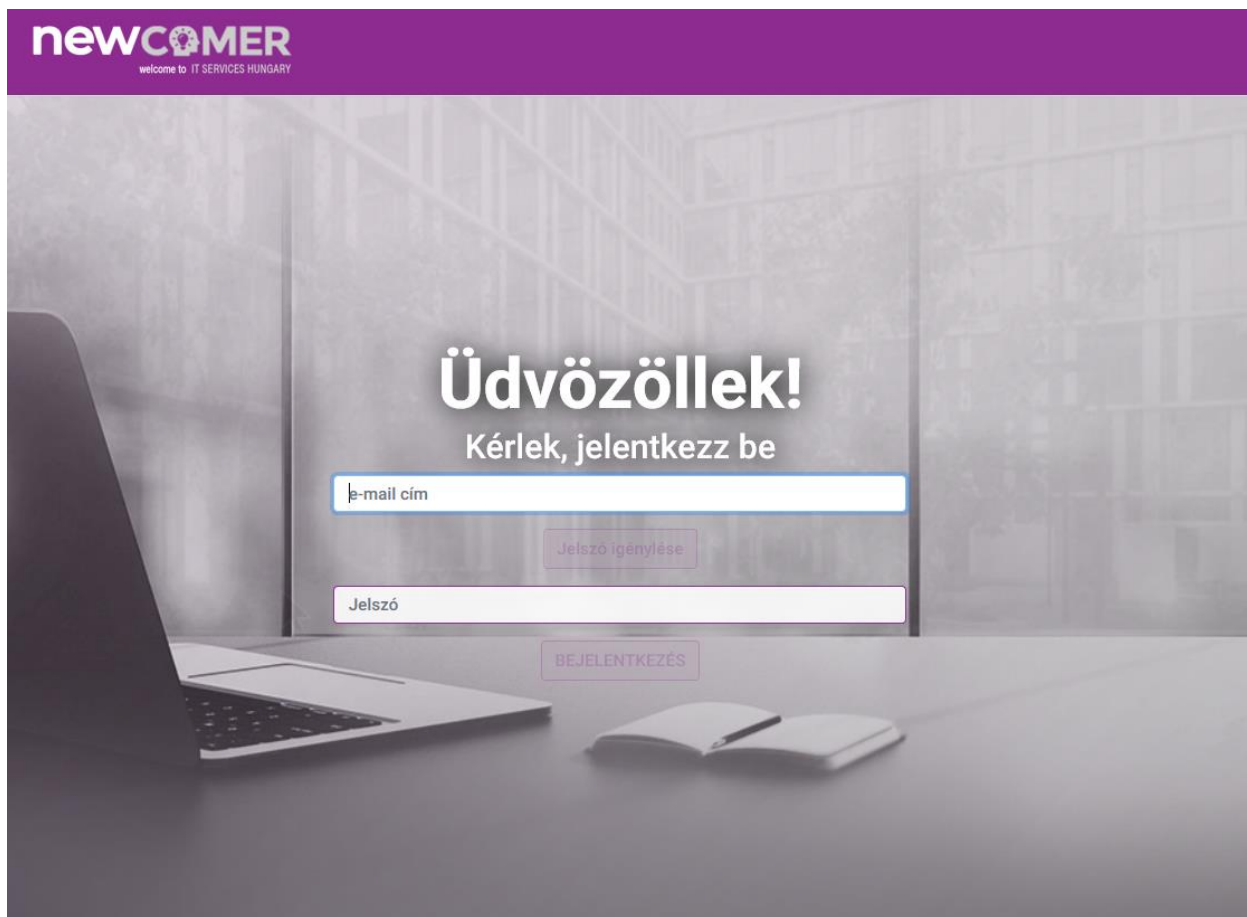 newcomer
welcome to IT SERVICES HUNGARY
Üdvözöllek!
Kérlek, jelentkezz be
e-mail cím
Jelszó igénylése
Jelszó
BEJELENTKEZÉS